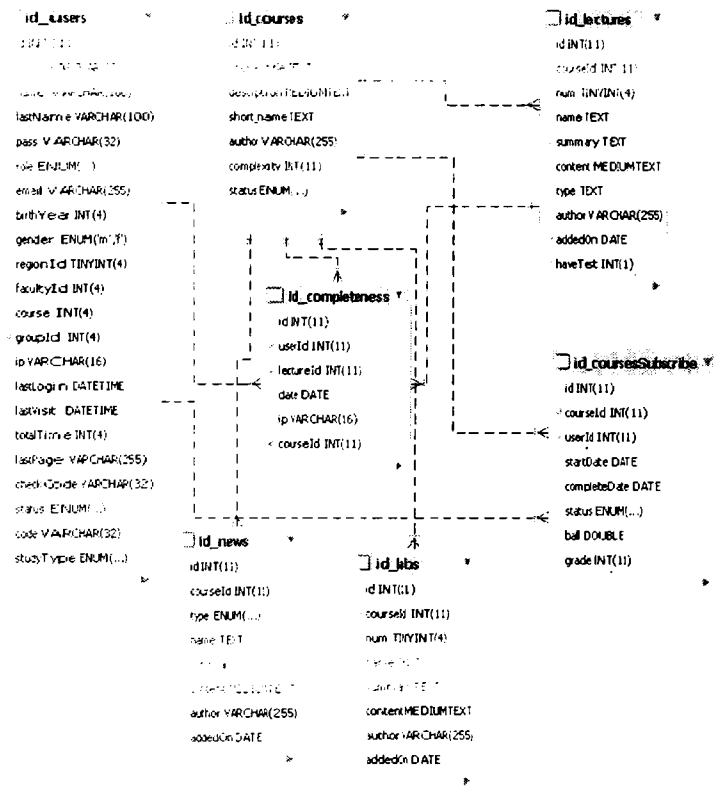 id_users
lastName VARCHAR(100)
pass VARCHAR(32)
role ENUM(...)
email VARCHAR(255)
birthYear INT(4)
gender ENUM('m','f')
regionId TINYINT(4)
facultyId INT(4)
course INT(4)
groupId INT(4)
ip VARCHAR(16)
lastLogin DATETIME
lastVisit DATETIME
totalTime INT(4)
lastPage VARCHAR(255)
checkCode VARCHAR(32)
status ENUM(...)
code VARCHAR(32)
studyType ENUM(...)
id_courses
id INT(11)
description MEDIUMTEXT
short_name TEXT
author VARCHAR(255)
complexity INT(11)
status ENUM(...)
id_lectures
id INT(11)
courseId INT(11)
num TINYINT(4)
name TEXT
summary TEXT
content MEDIUMTEXT
type TEXT
author VARCHAR(255)
addedOn DATE
haveTest INT(1)
id_completeness
id INT(11)
userId INT(11)
lectureId INT(11)
date DATE
ip VARCHAR(16)
courseId INT(11)
id_coursesSubscribe
id INT(11)
courseId INT(11)
userId INT(11)
startDate DATE
completeDate DATE
status ENUM(...)
ball DOUBLE
grade INT(11)
id_news
id INT(11)
courseId INT(11)
type ENUM(...)
name TEXT
author VARCHAR(255)
addedOn DATE
id_labs
id INT(11)
courseId INT(11)
num TINYINT(4)
name TEXT
summary TEXT
content MEDIUMTEXT
author VARCHAR(255)
addedOn DATE